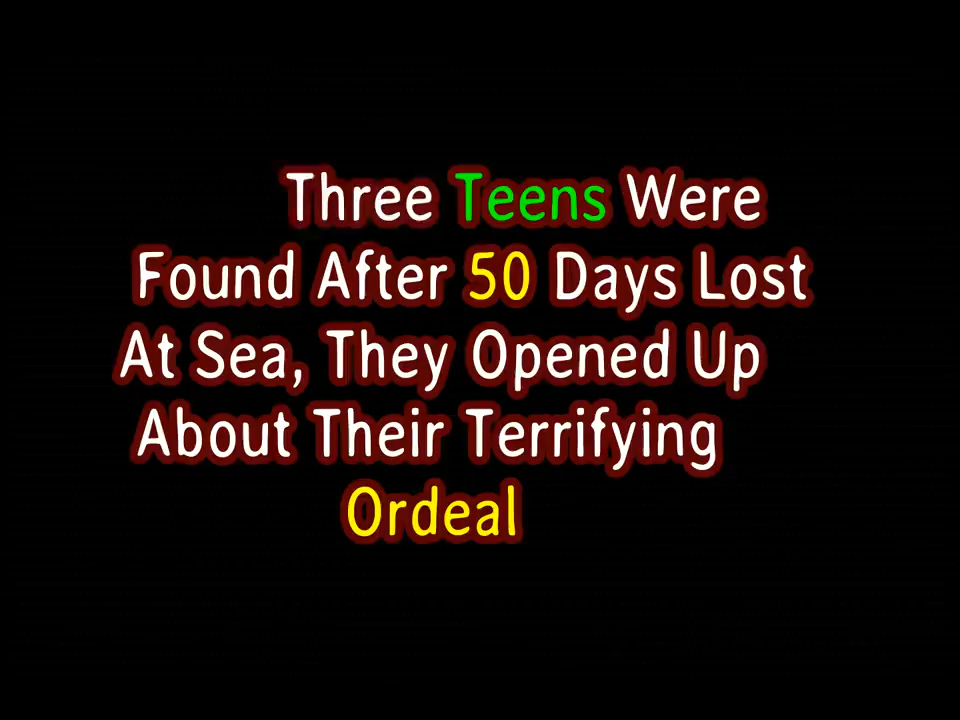 Three Teens Were
Found After 50 Days Lost
At Sea, They Opened Up
About Their Terrifying
Ordeal